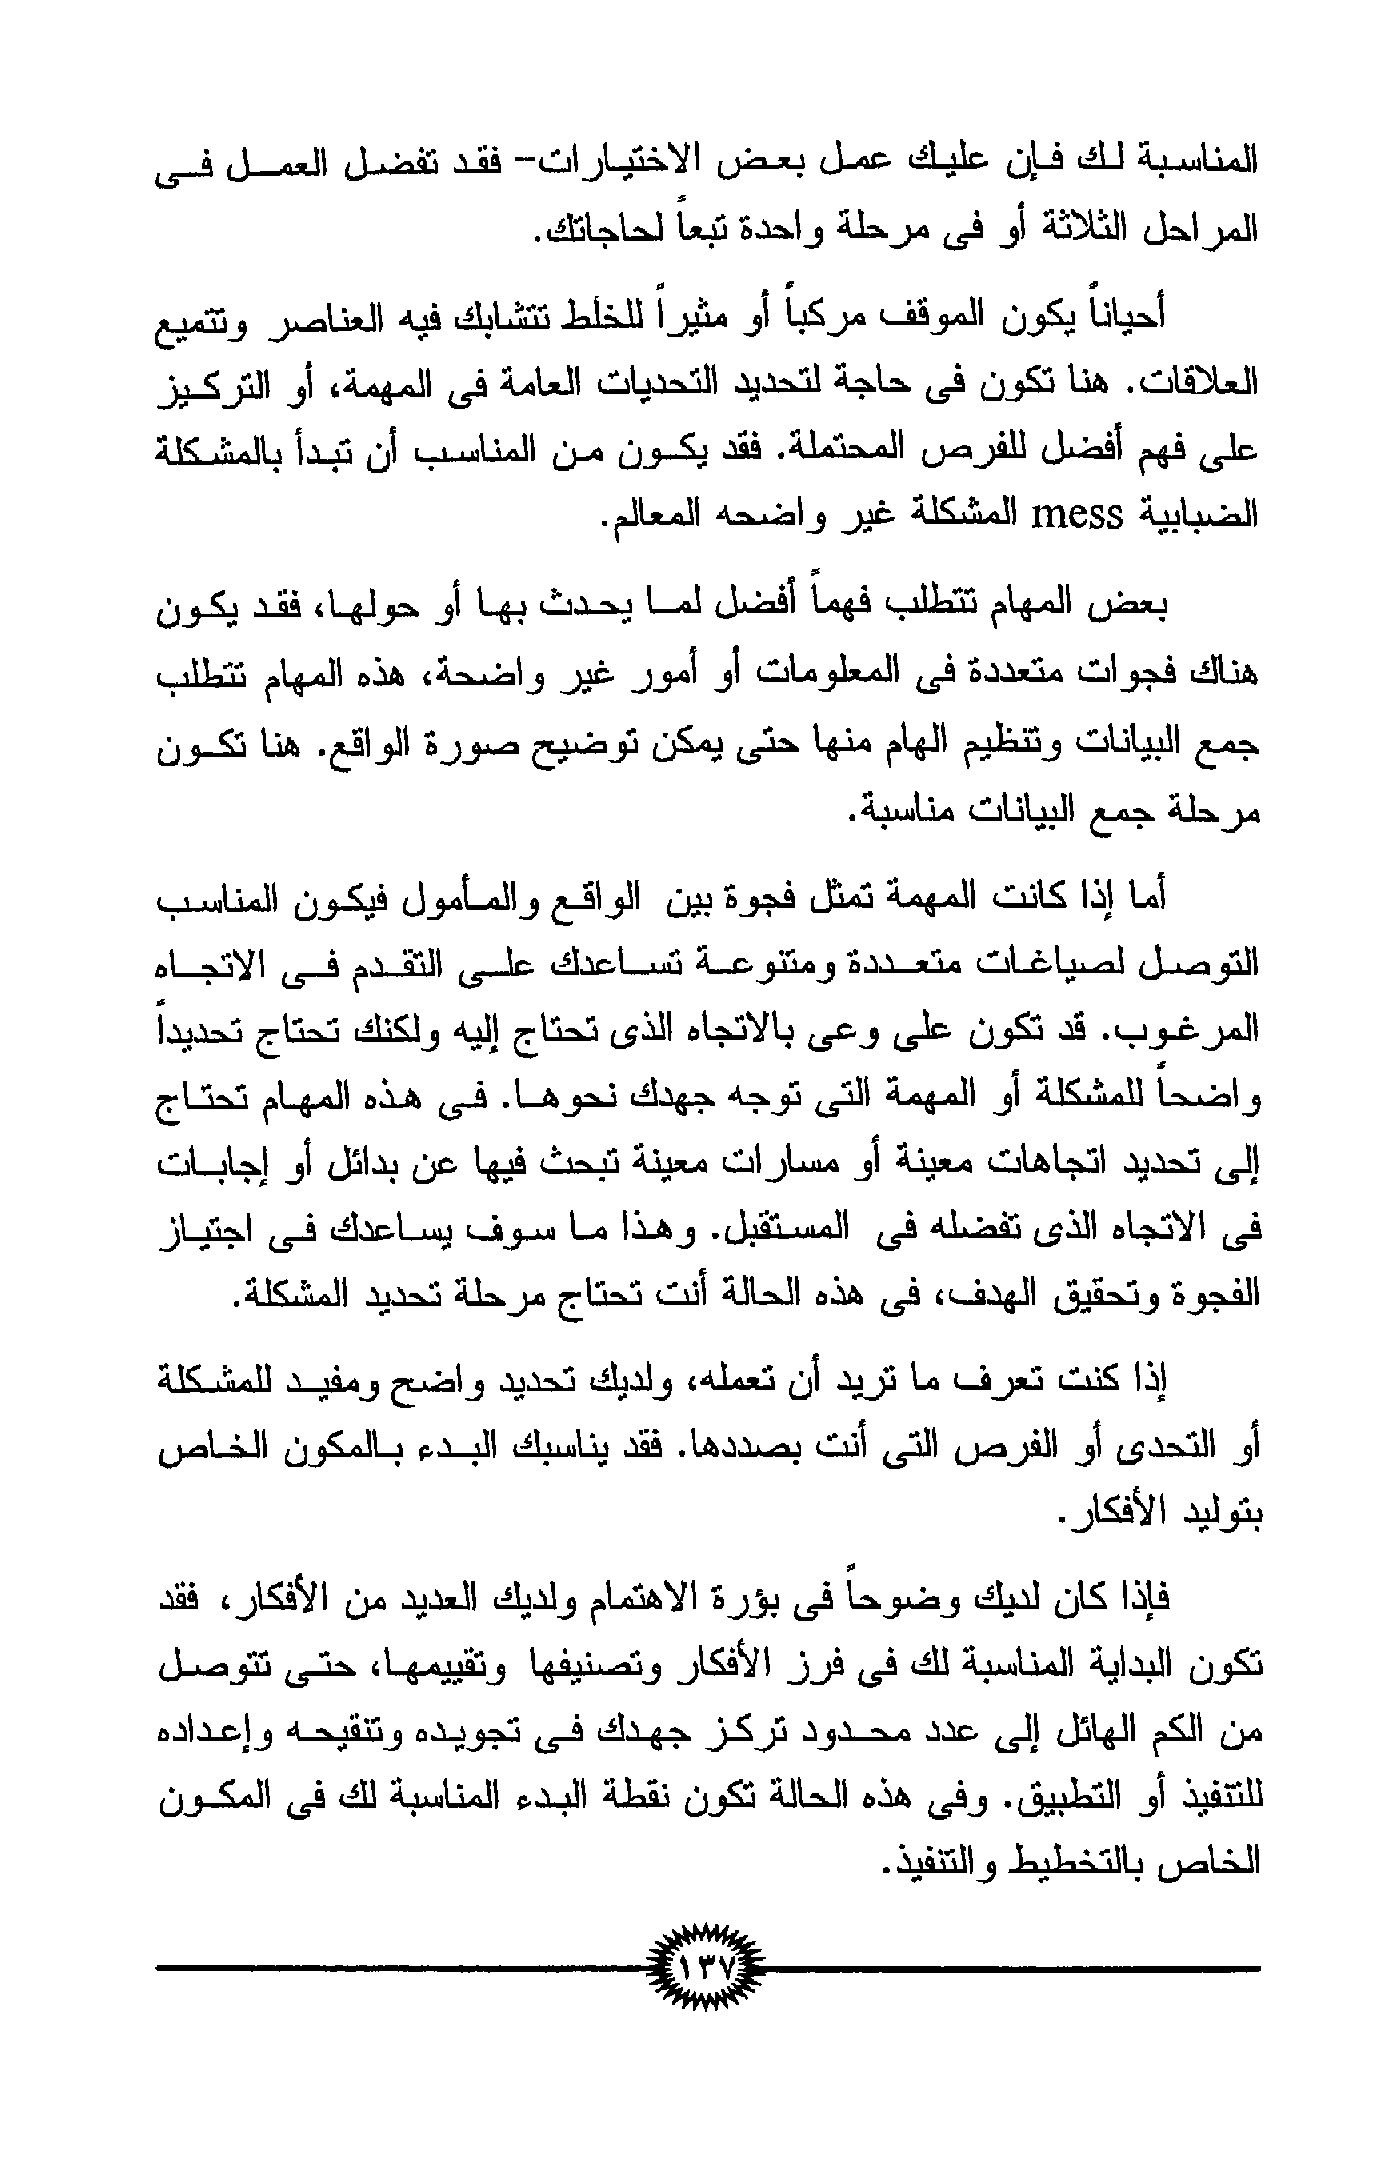 المناسبة لك فإن عليك عمل بعض الاختيارات- فقد تفضل العمل فى
المراحل الثلاثة أو فى مرحلة واحدة تبعاً لحاجاتك.
أحياناً يكون الموقف مركباً أو مثيراً للخلط تتشابك فيه العناصر وتتميع
العلاقات. هنا تكون فى حاجة لتحديد التحديات العامة فى المهمة، أو التركيز
على فهم أفضل للفرص المحتملة. فقد يكون من المناسب أن تبدأ بالمشكلة
الضبابية mess المشكلة غير واضحه المعالم.
بعض المهام تتطلب فهماً أفضل لما يحدث بها أو حولها، فقد يكون
هناك فجوات متعددة فى المعلومات أو أمور غير واضحة، هذه المهام تتطلب
جمع البيانات وتنظيم الهام منها حتى يمكن توضيح صورة الواقع. هنا تكون
مرحلة جمع البيانات مناسبة.
أما إذا كانت المهمة تمثل فجوة بين الواقع والمأمول فيكون المناسب
التوصل لصياغات متعددة ومتنوعة تساعدك على التقدم فى الاتجاه
المرغوب. قد تكون على وعى بالاتجاه الذى تحتاج إليه ولكنك تحتاج تحديداً
واضحاً للمشكلة أو المهمة التى توجه جهدك نحوها. فى هذه المهام تحتاج
إلى تحديد اتجاهات معينة أو مسارات معينة تبحث فيها عن بدائل أو إجابات
فى الاتجاه الذى تفضله فى المستقبل. وهذا ما سوف يساعدك فى اجتياز
الفجوة وتحقيق الهدف، فى هذه الحالة أنت تحتاج مرحلة تحديد المشكلة.
إذا كنت تعرف ما تريد أن تعمله، ولديك تحديد واضح ومفيد للمشكلة
أو التحدى أو الفرص التى أنت بصددها. فقد يناسبك البدء بالمكون الخاص
بتوليد الأفكار.
فإذا كان لديك وضوحاً فى بؤرة الاهتمام ولديك العديد من الأفكار، فقد
تكون البداية المناسبة لك فى فرز الأفكار وتصنيفها وتقييمها، حتى تتوصل
من الكم الهائل إلى عدد محدود تركز جهدك فى تجويده وتنقيحه وإعداده
للتنفيذ أو التطبيق. وفى هذه الحالة تكون نقطة البدء المناسبة لك فى المكون
الخاص بالتخطيط والتنفيذ.
١٣٧